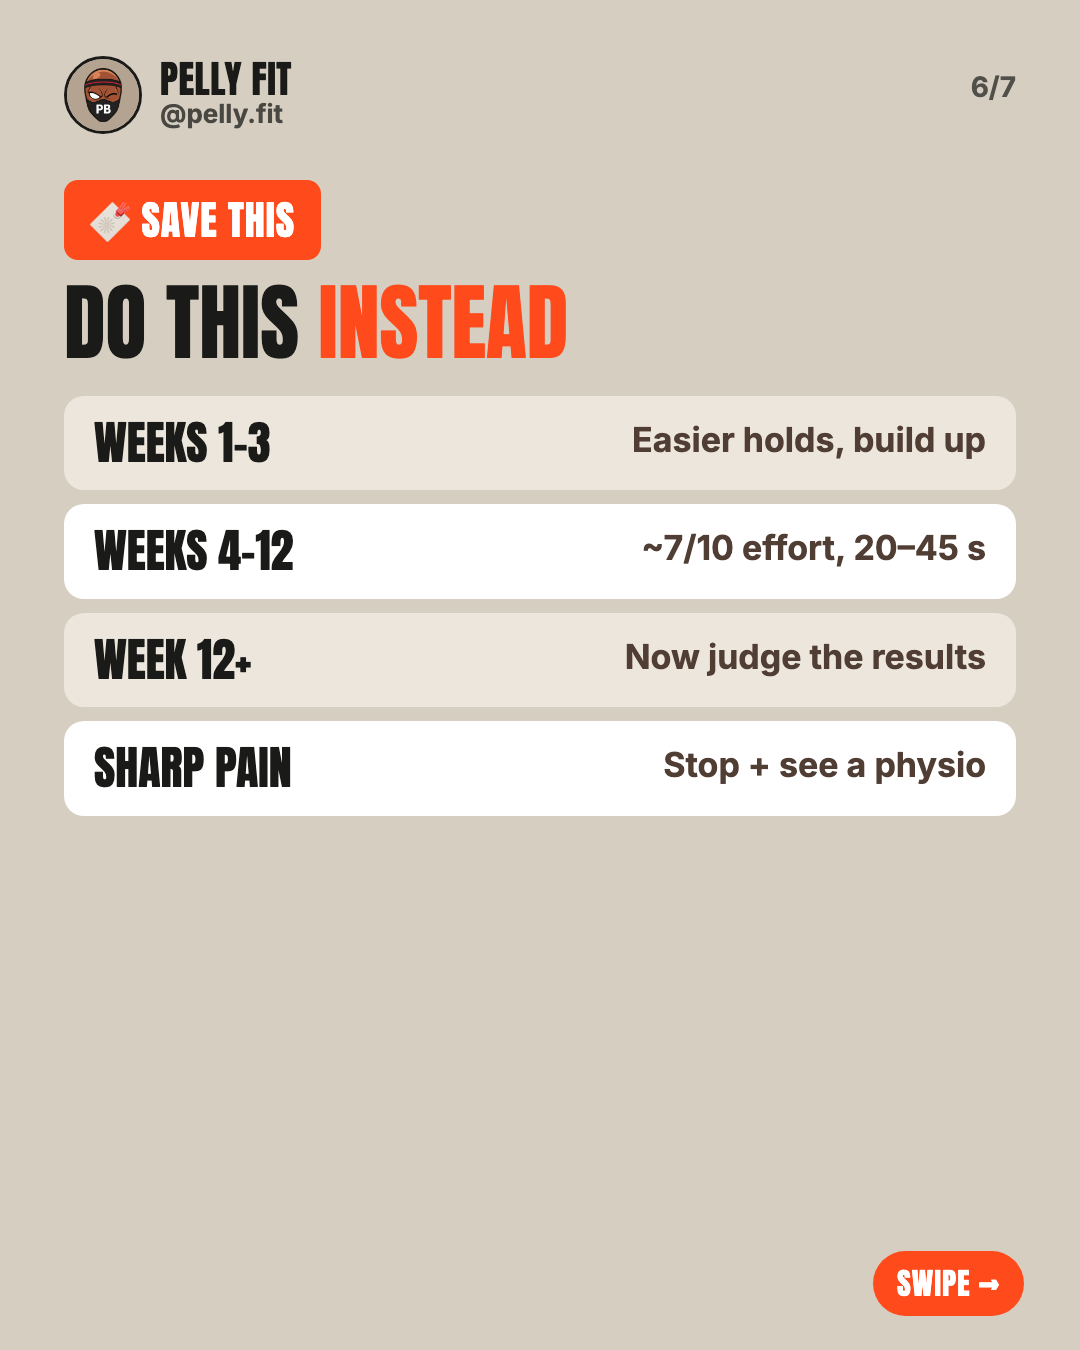 PELLY FIT
@pelly.fit
6/7
PB
SAVE THIS
DO THIS INSTEAD
WEEKS 1-3 Easier holds, build up
WEEKS 4-12 ~7/10 effort, 20–45 s
WEEK 12+ Now judge the results
SHARP PAIN Stop + see a physio
SWIPE →